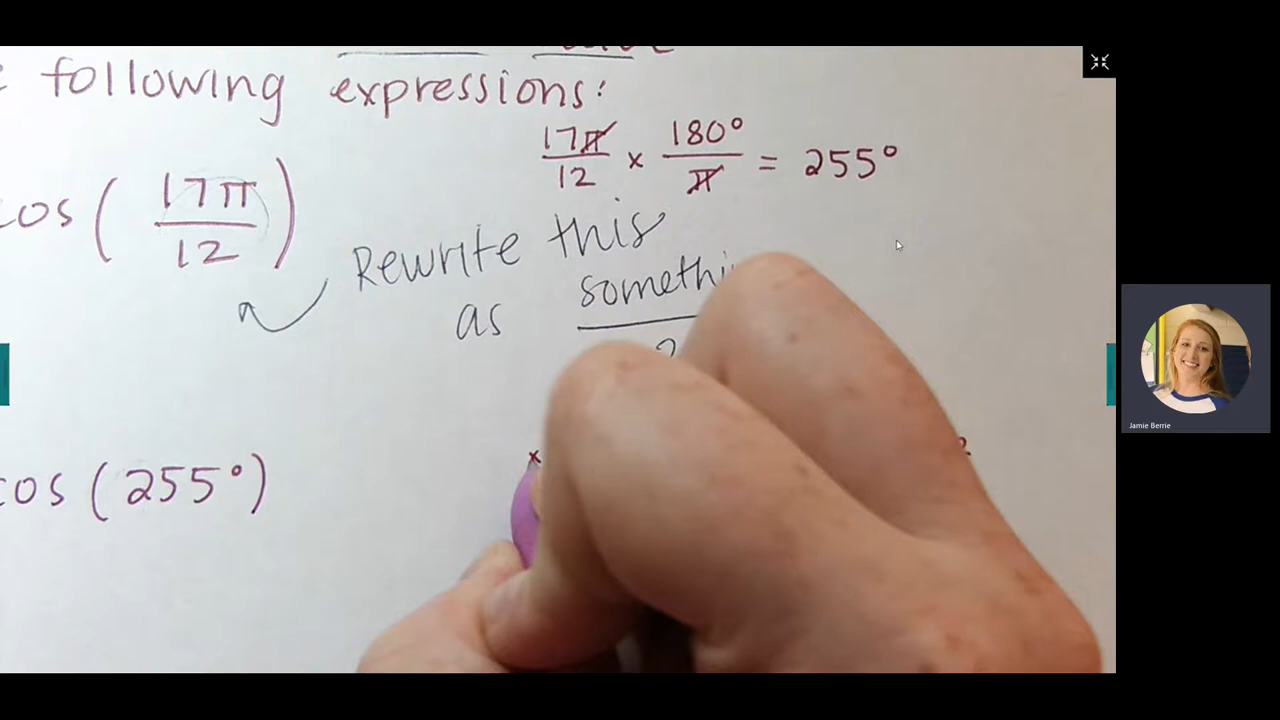 following expressions:
17π/12 × 180°/π = 255°
cos(17π/12)
Rewrite this
as
cos(255°)
×
Jamie Berrie